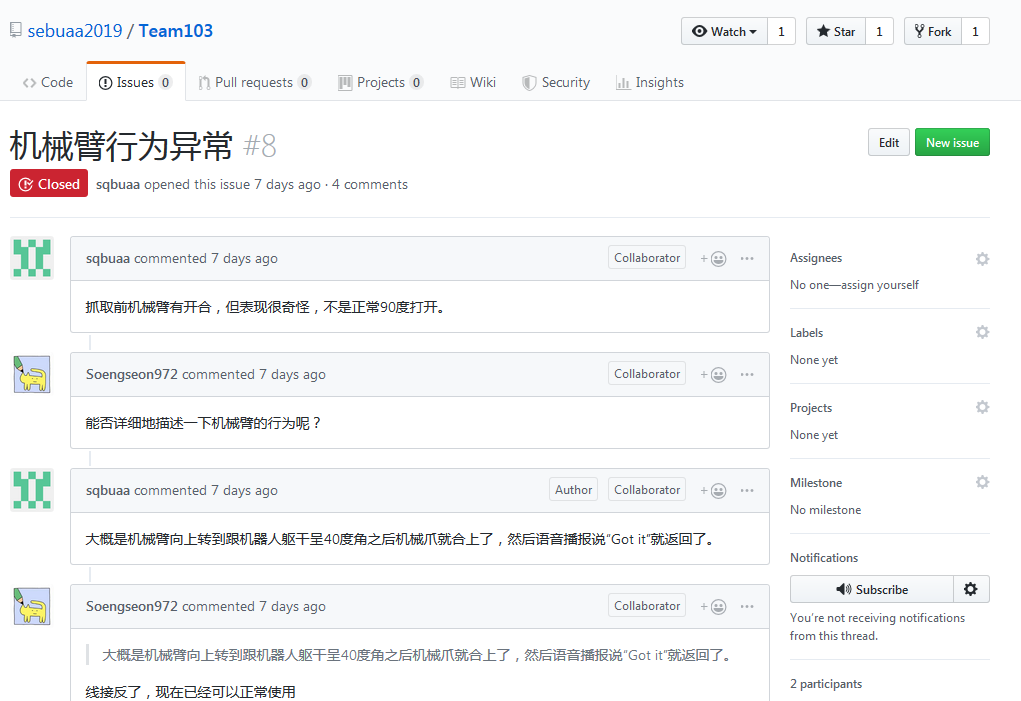 sebuaa2019 / Team103
Watch 1 Star 1 Fork 1
Code Issues 0 Pull requests 0 Projects 0 Wiki Security Insights
机械臂行为异常 #8
Edit New issue
Closed sqbuaa opened this issue 7 days ago · 4 comments
sqbuaa commented 7 days ago Collaborator
抓取前机械臂有开合，但表现很奇怪，不是正常90度打开。
Soengseon972 commented 7 days ago Collaborator
能否详细地描述一下机械臂的行为呢？
sqbuaa commented 7 days ago Author Collaborator
大概是机械臂向上转到跟机器人躯干呈40度角之后机械爪就合上了，然后语音播报说“Got it”就返回了。
Soengseon972 commented 7 days ago Collaborator
大概是机械臂向上转到跟机器人躯干呈40度角之后机械爪就合上了，然后语音播报说“Got it”就返回了。
线接反了，现在已经可以正常使用
Assignees
No one—assign yourself
Labels
None yet
Projects
None yet
Milestone
No milestone
Notifications
Subscribe
You’re not receiving notifications
from this thread.
2 participants